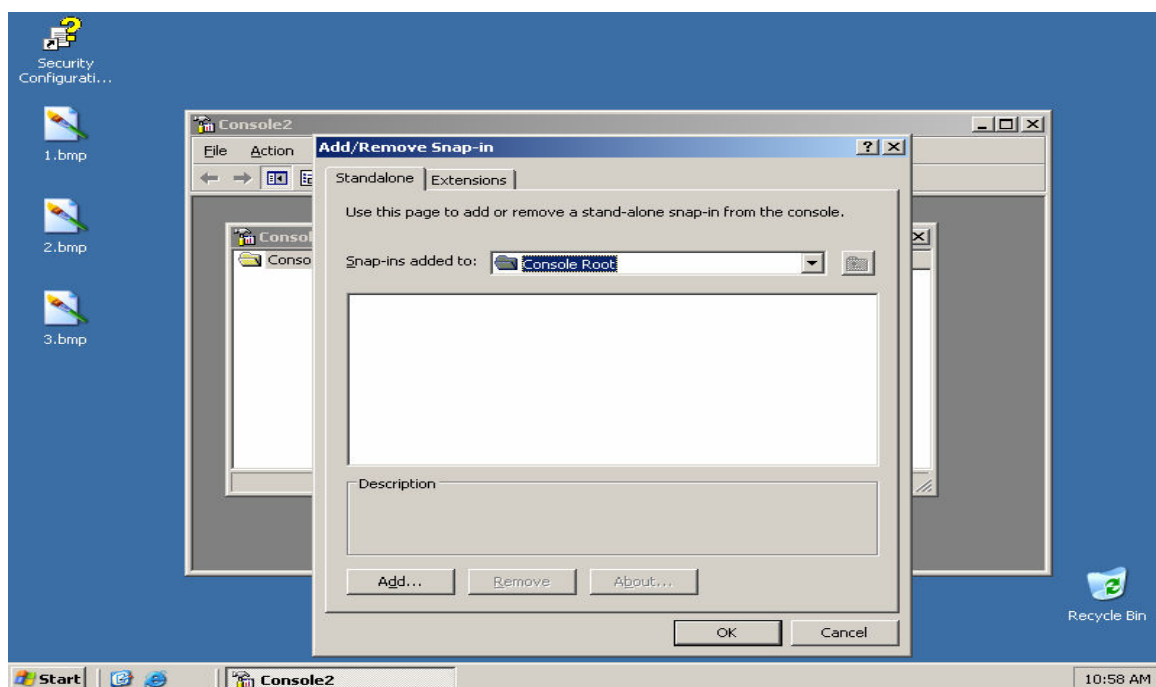 Security
Configurati...
1.bmp
2.bmp
3.bmp
Console2
File Action
Consol
Conso
Add/Remove Snap-in
Standalone Extensions
Use this page to add or remove a stand-alone snap-in from the console.
Snap-ins added to: Console Root
Description
Add... Remove About...
OK Cancel
Recycle Bin
Start Console2 10:58 AM